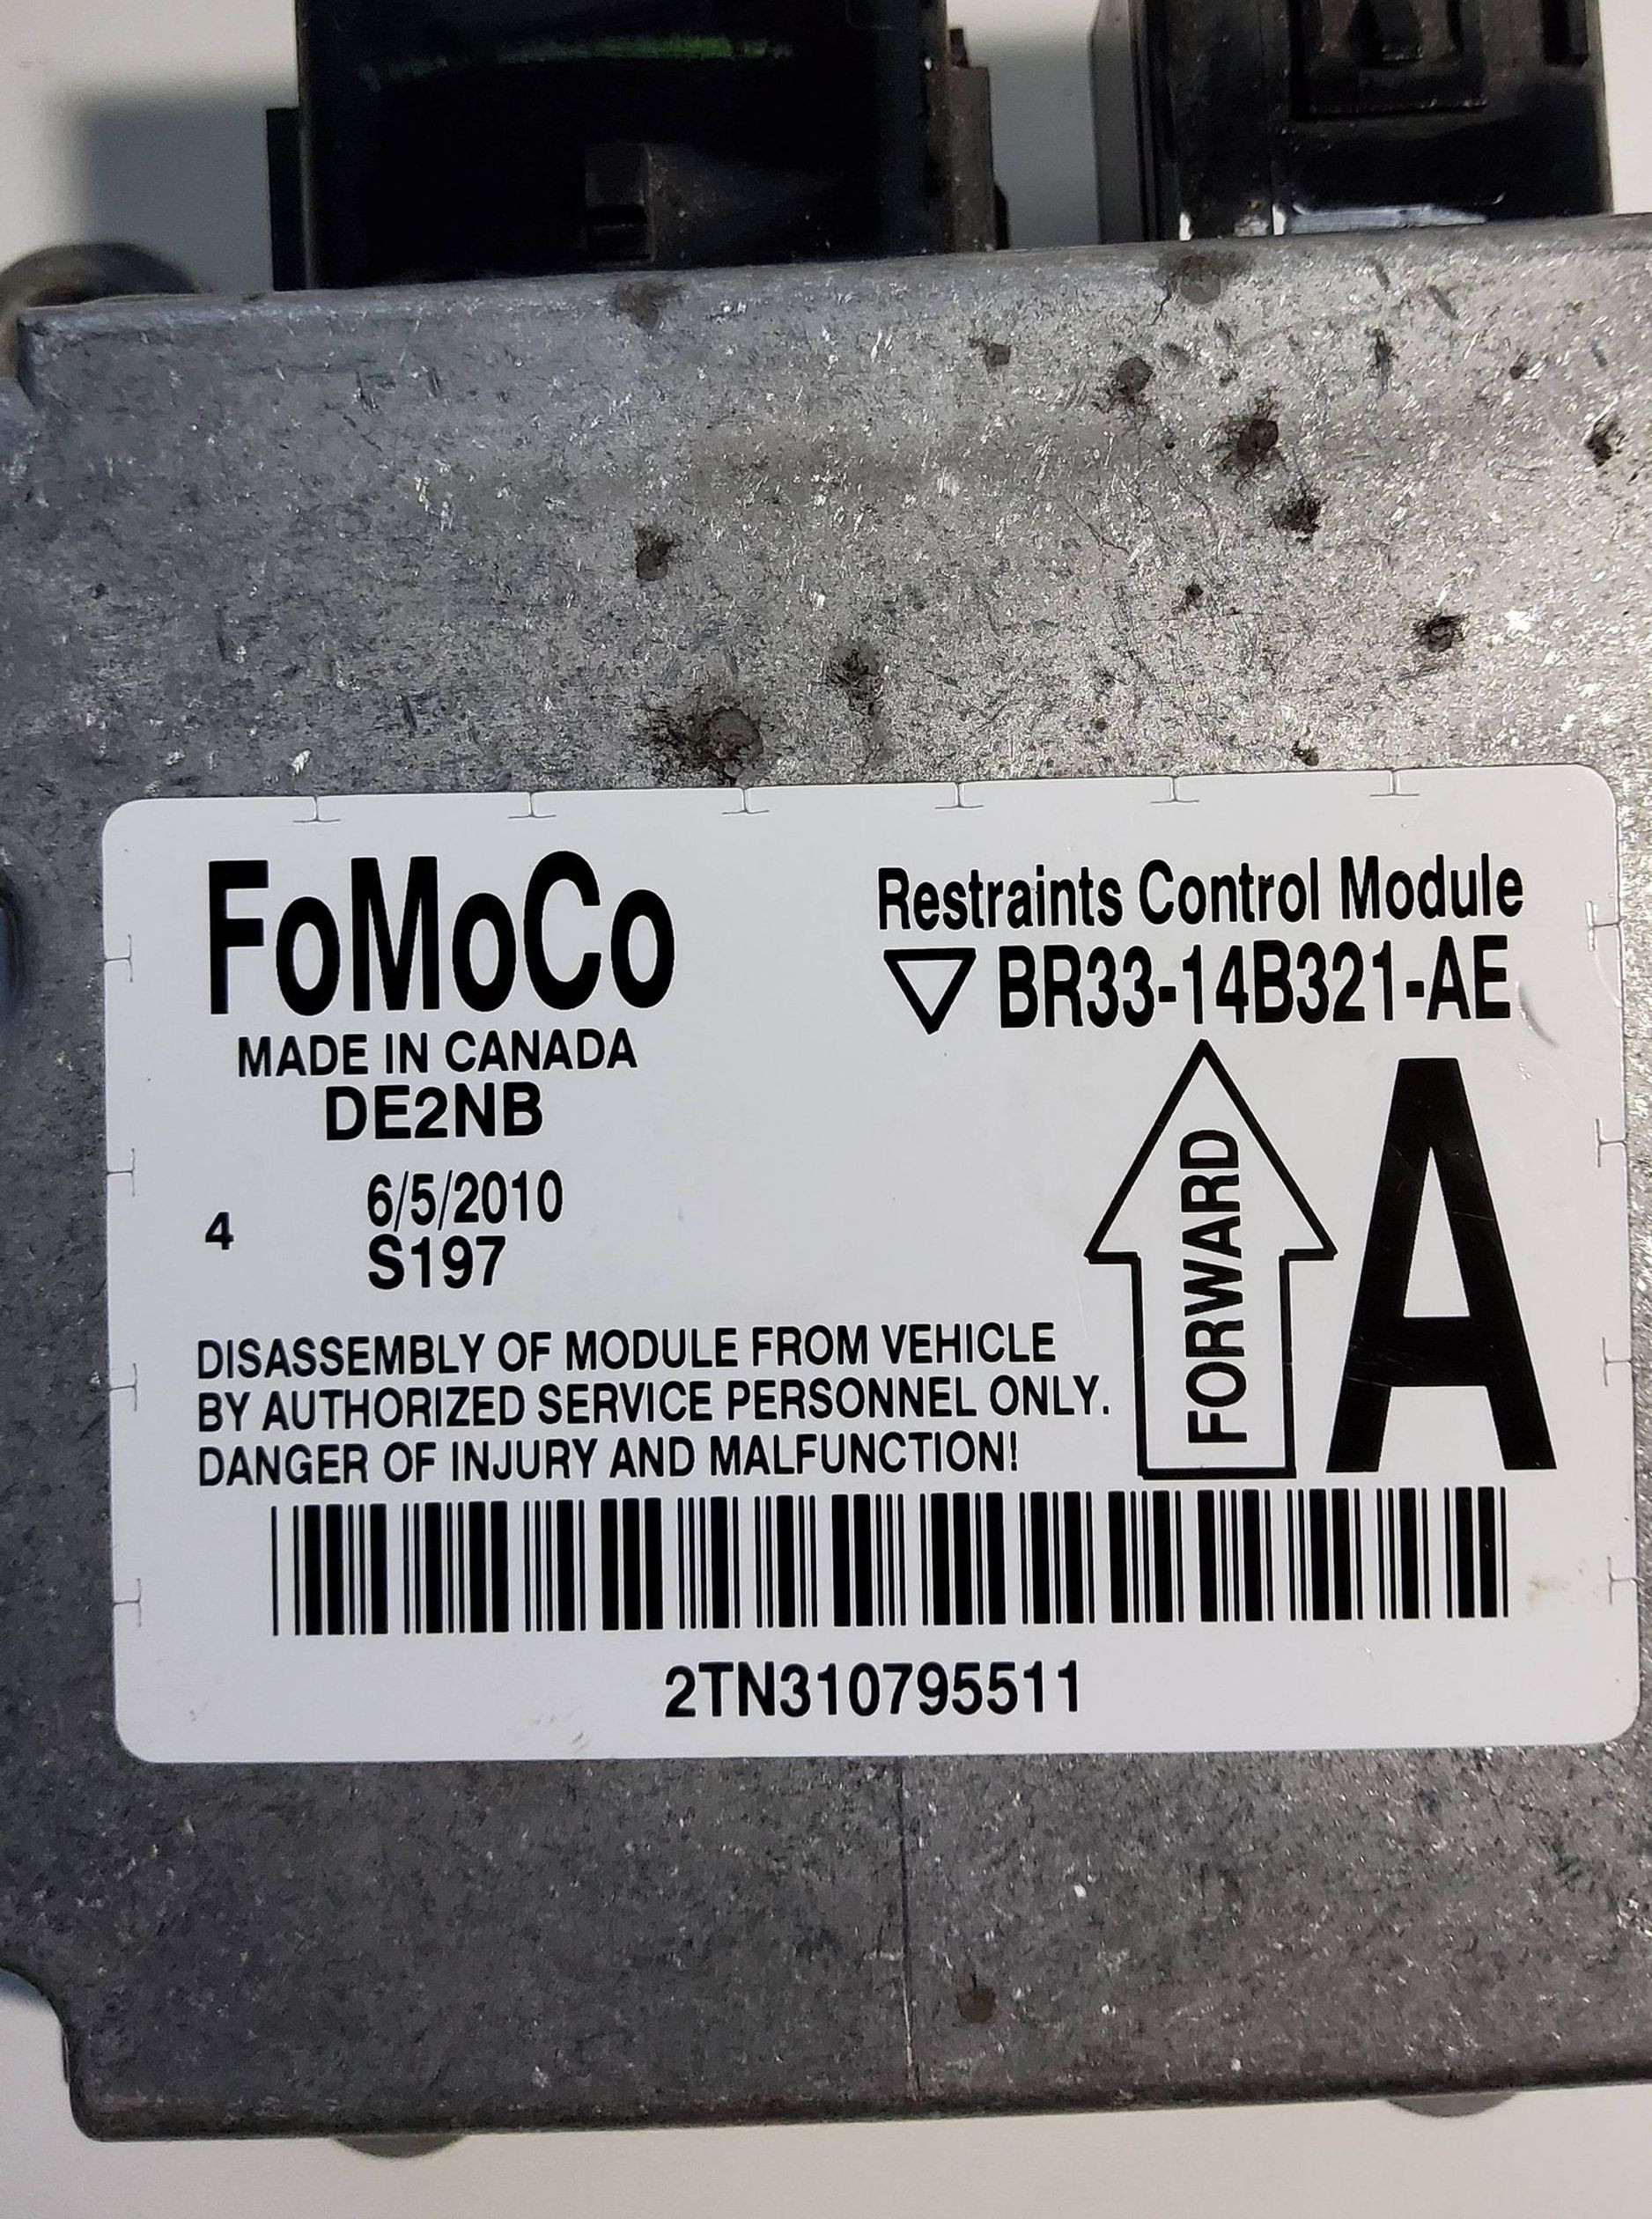 FoMoCo
MADE IN CANADA
DE2NB
6/5/2010
4
S197
Restraints Control Module
BR33-14B321-AE
FORWARD
A
DISASSEMBLY OF MODULE FROM VEHICLE
BY AUTHORIZED SERVICE PERSONNEL ONLY.
DANGER OF INJURY AND MALFUNCTION!
2TN310795511